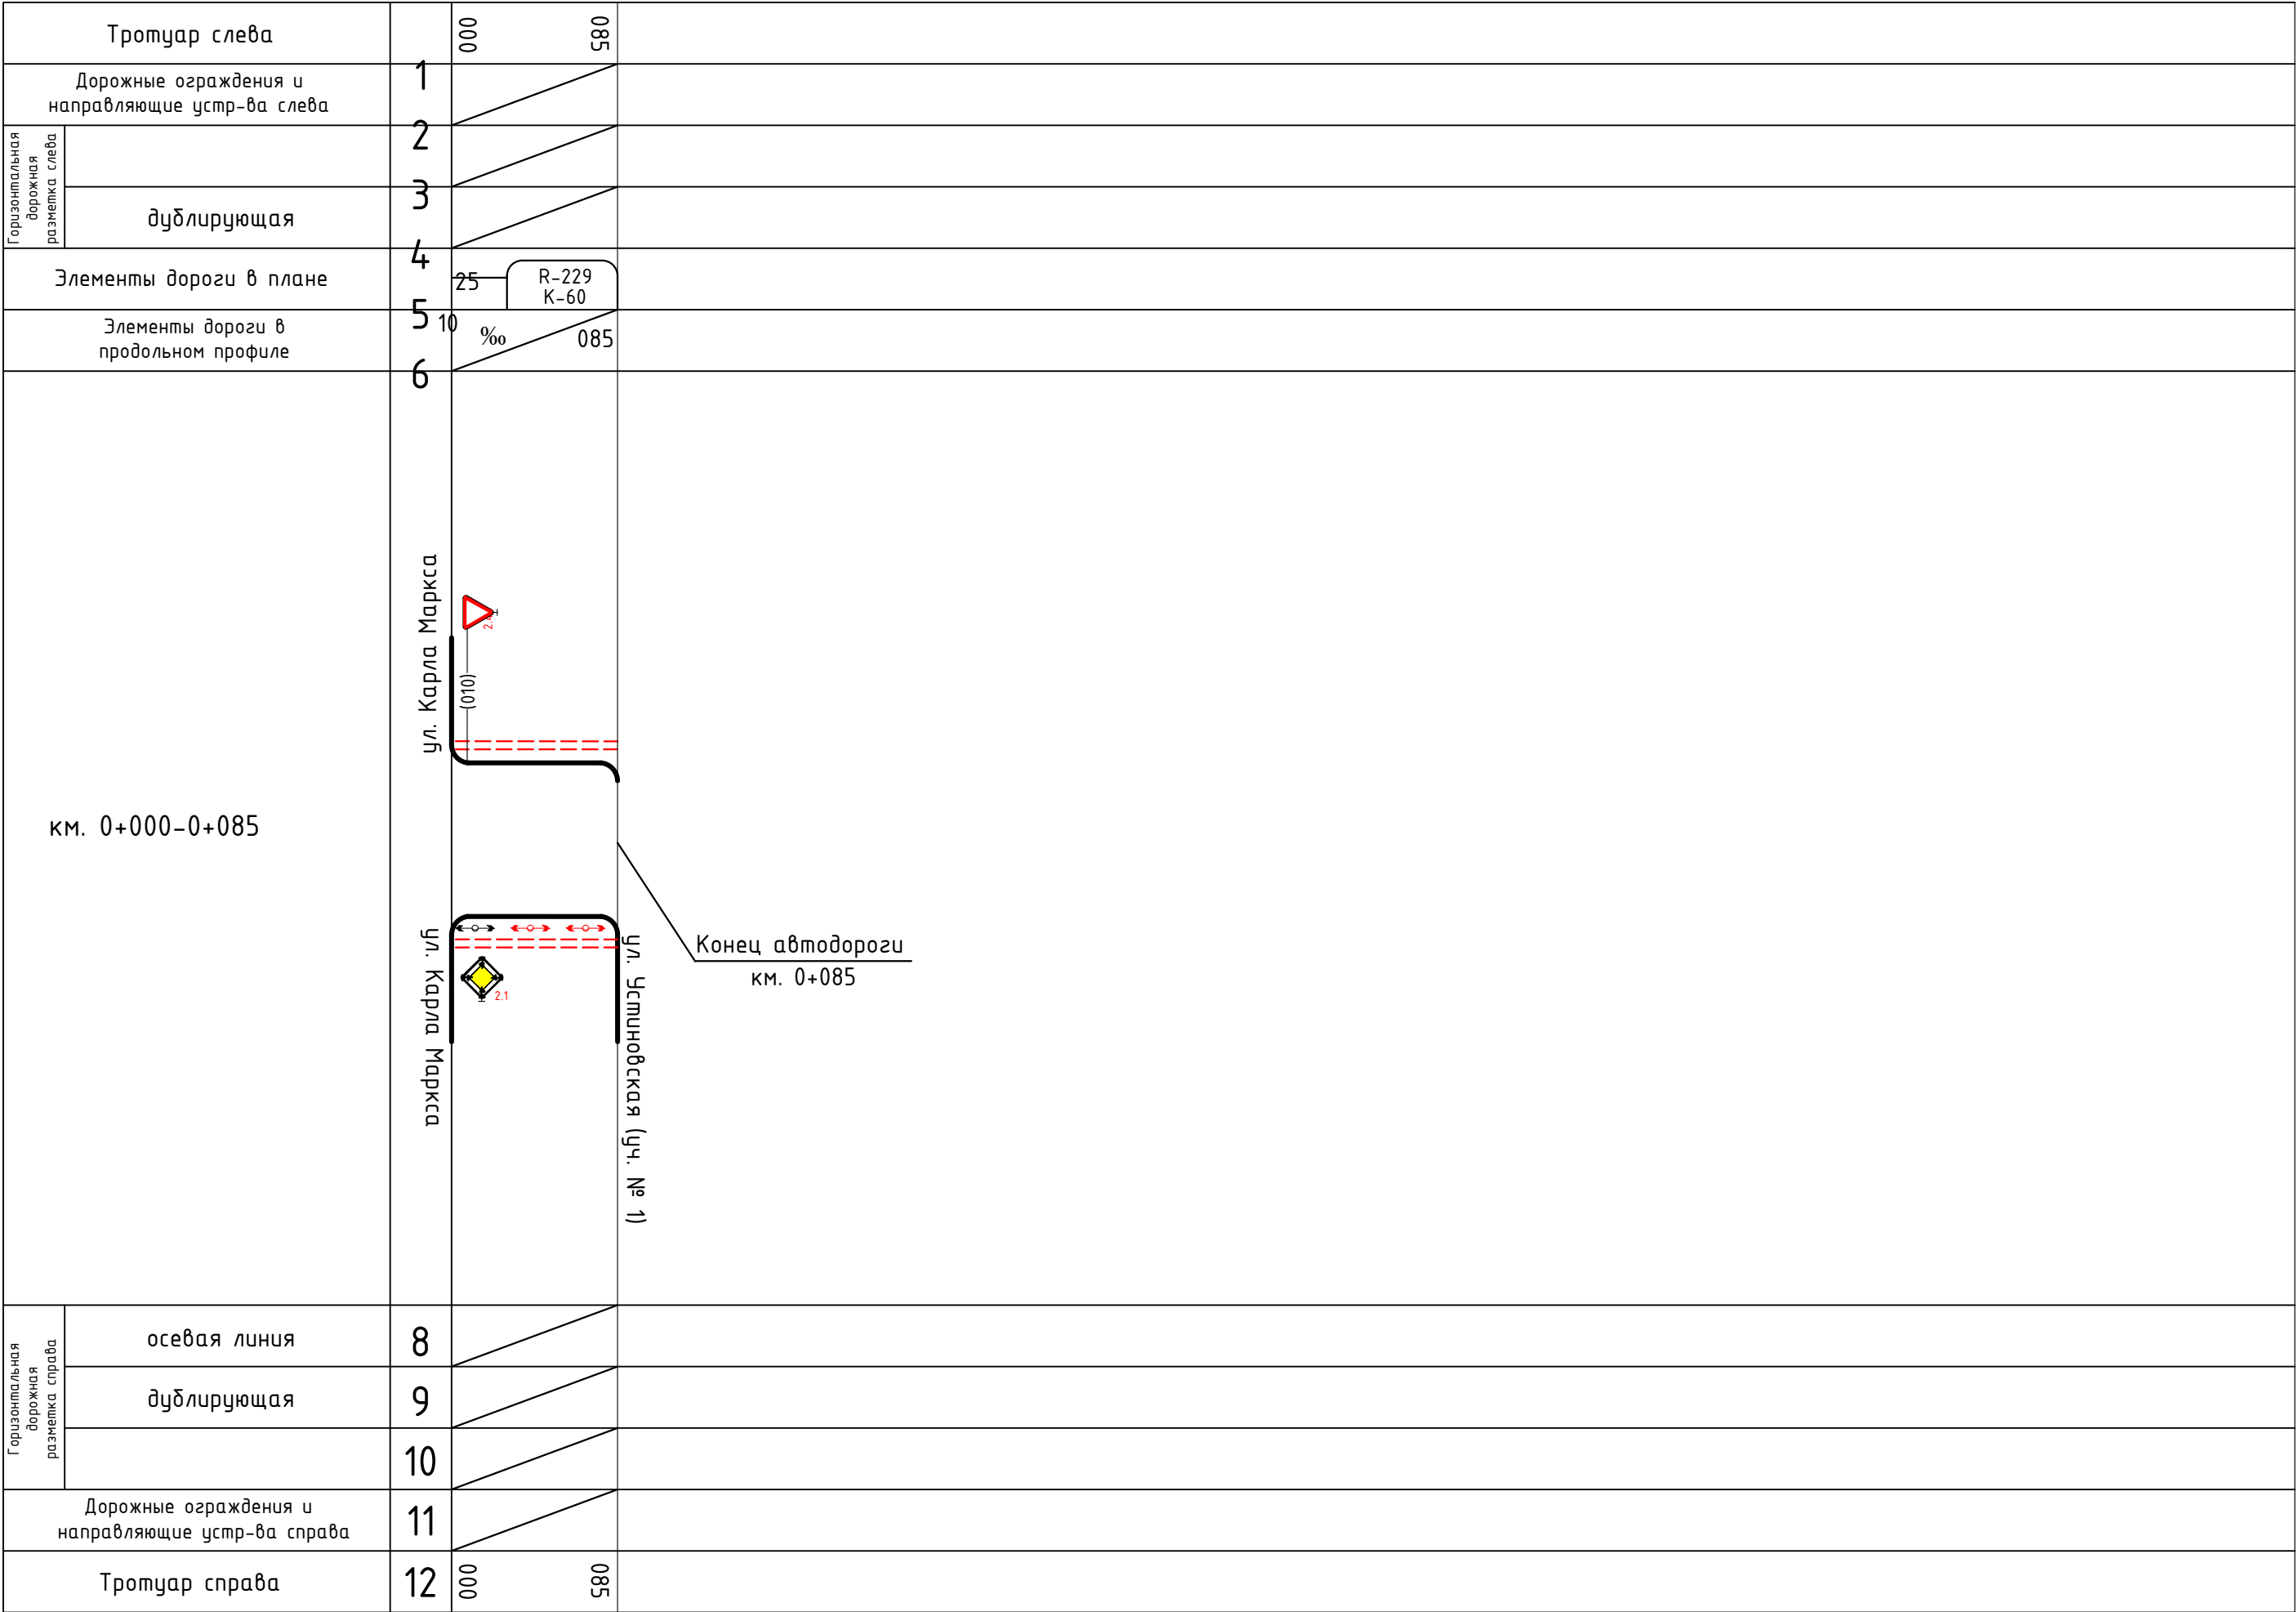 Тротуар слева
000
085
1
Дорожные ограждения и
направляющие устр-ва слева
2
Горизонтальная
дорожная
разметка слева
3
дублирующая
4
Элементы дороги в плане
25
R-229
K-60
5
Элементы дороги в
продольном профиле
10
‰
085
6
ул. Карла Маркса
(010)
км. 0+000-0+085
ул. Карла Маркса
2.1
ул. Устиновская (уч. № 1)
Конец автодороги
км. 0+085
Горизонтальная
дорожная
разметка справа
осевая линия
8
дублирующая
9
10
Дорожные ограждения и
направляющие устр-ва справа
11
Тротуар справа
12
000
085